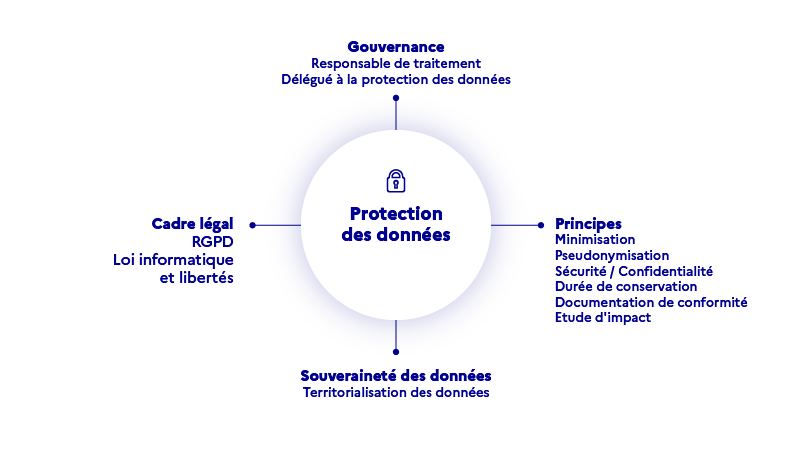 Gouvernance
Responsable de traitement
Délégué à la protection des données
Protection
des données
Cadre légal
RGPD
Loi informatique
et libertés
Principes
Minimisation
Pseudonymisation
Sécurité / Confidentialité
Durée de conservation
Documentation de conformité
Etude d'impact
Souveraineté des données
Territorialisation des données